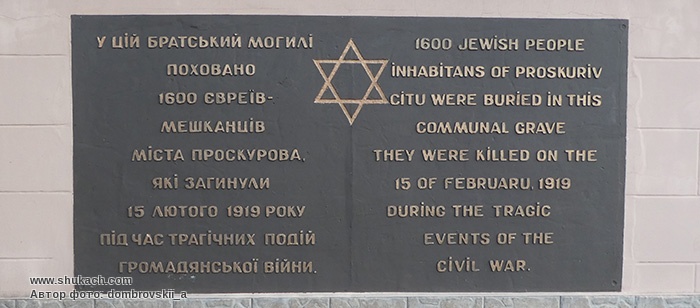 У ЦІЙ БРАТСЬКИЙ МОГИЛІ
ПОХОВАНО
1600 ЄВРЕЇВ-
МЕШКАНЦІВ
МІСТА ПРОСКУРОВА,
ЯКІ ЗАГИНУЛИ
15 ЛЮТОГО 1919 РОКУ
ПІД ЧАС ТРАГІЧНИХ ПОДІЙ
ГРОМАДЯНСЬКОЇ ВІЙНИ.
1600 JEWISH PEOPLE
INHABITANS OF PROSKURIV
CITU WERE BURIED IN THIS
COMMUNAL GRAVE
THEY WERE KILLED ON THE
15 OF FEBRUARU, 1919
DURING THE TRAGIC
EVENTS OF THE
CIVIL WAR.
www.shukach.com
Автор фото: dombrovskii_a